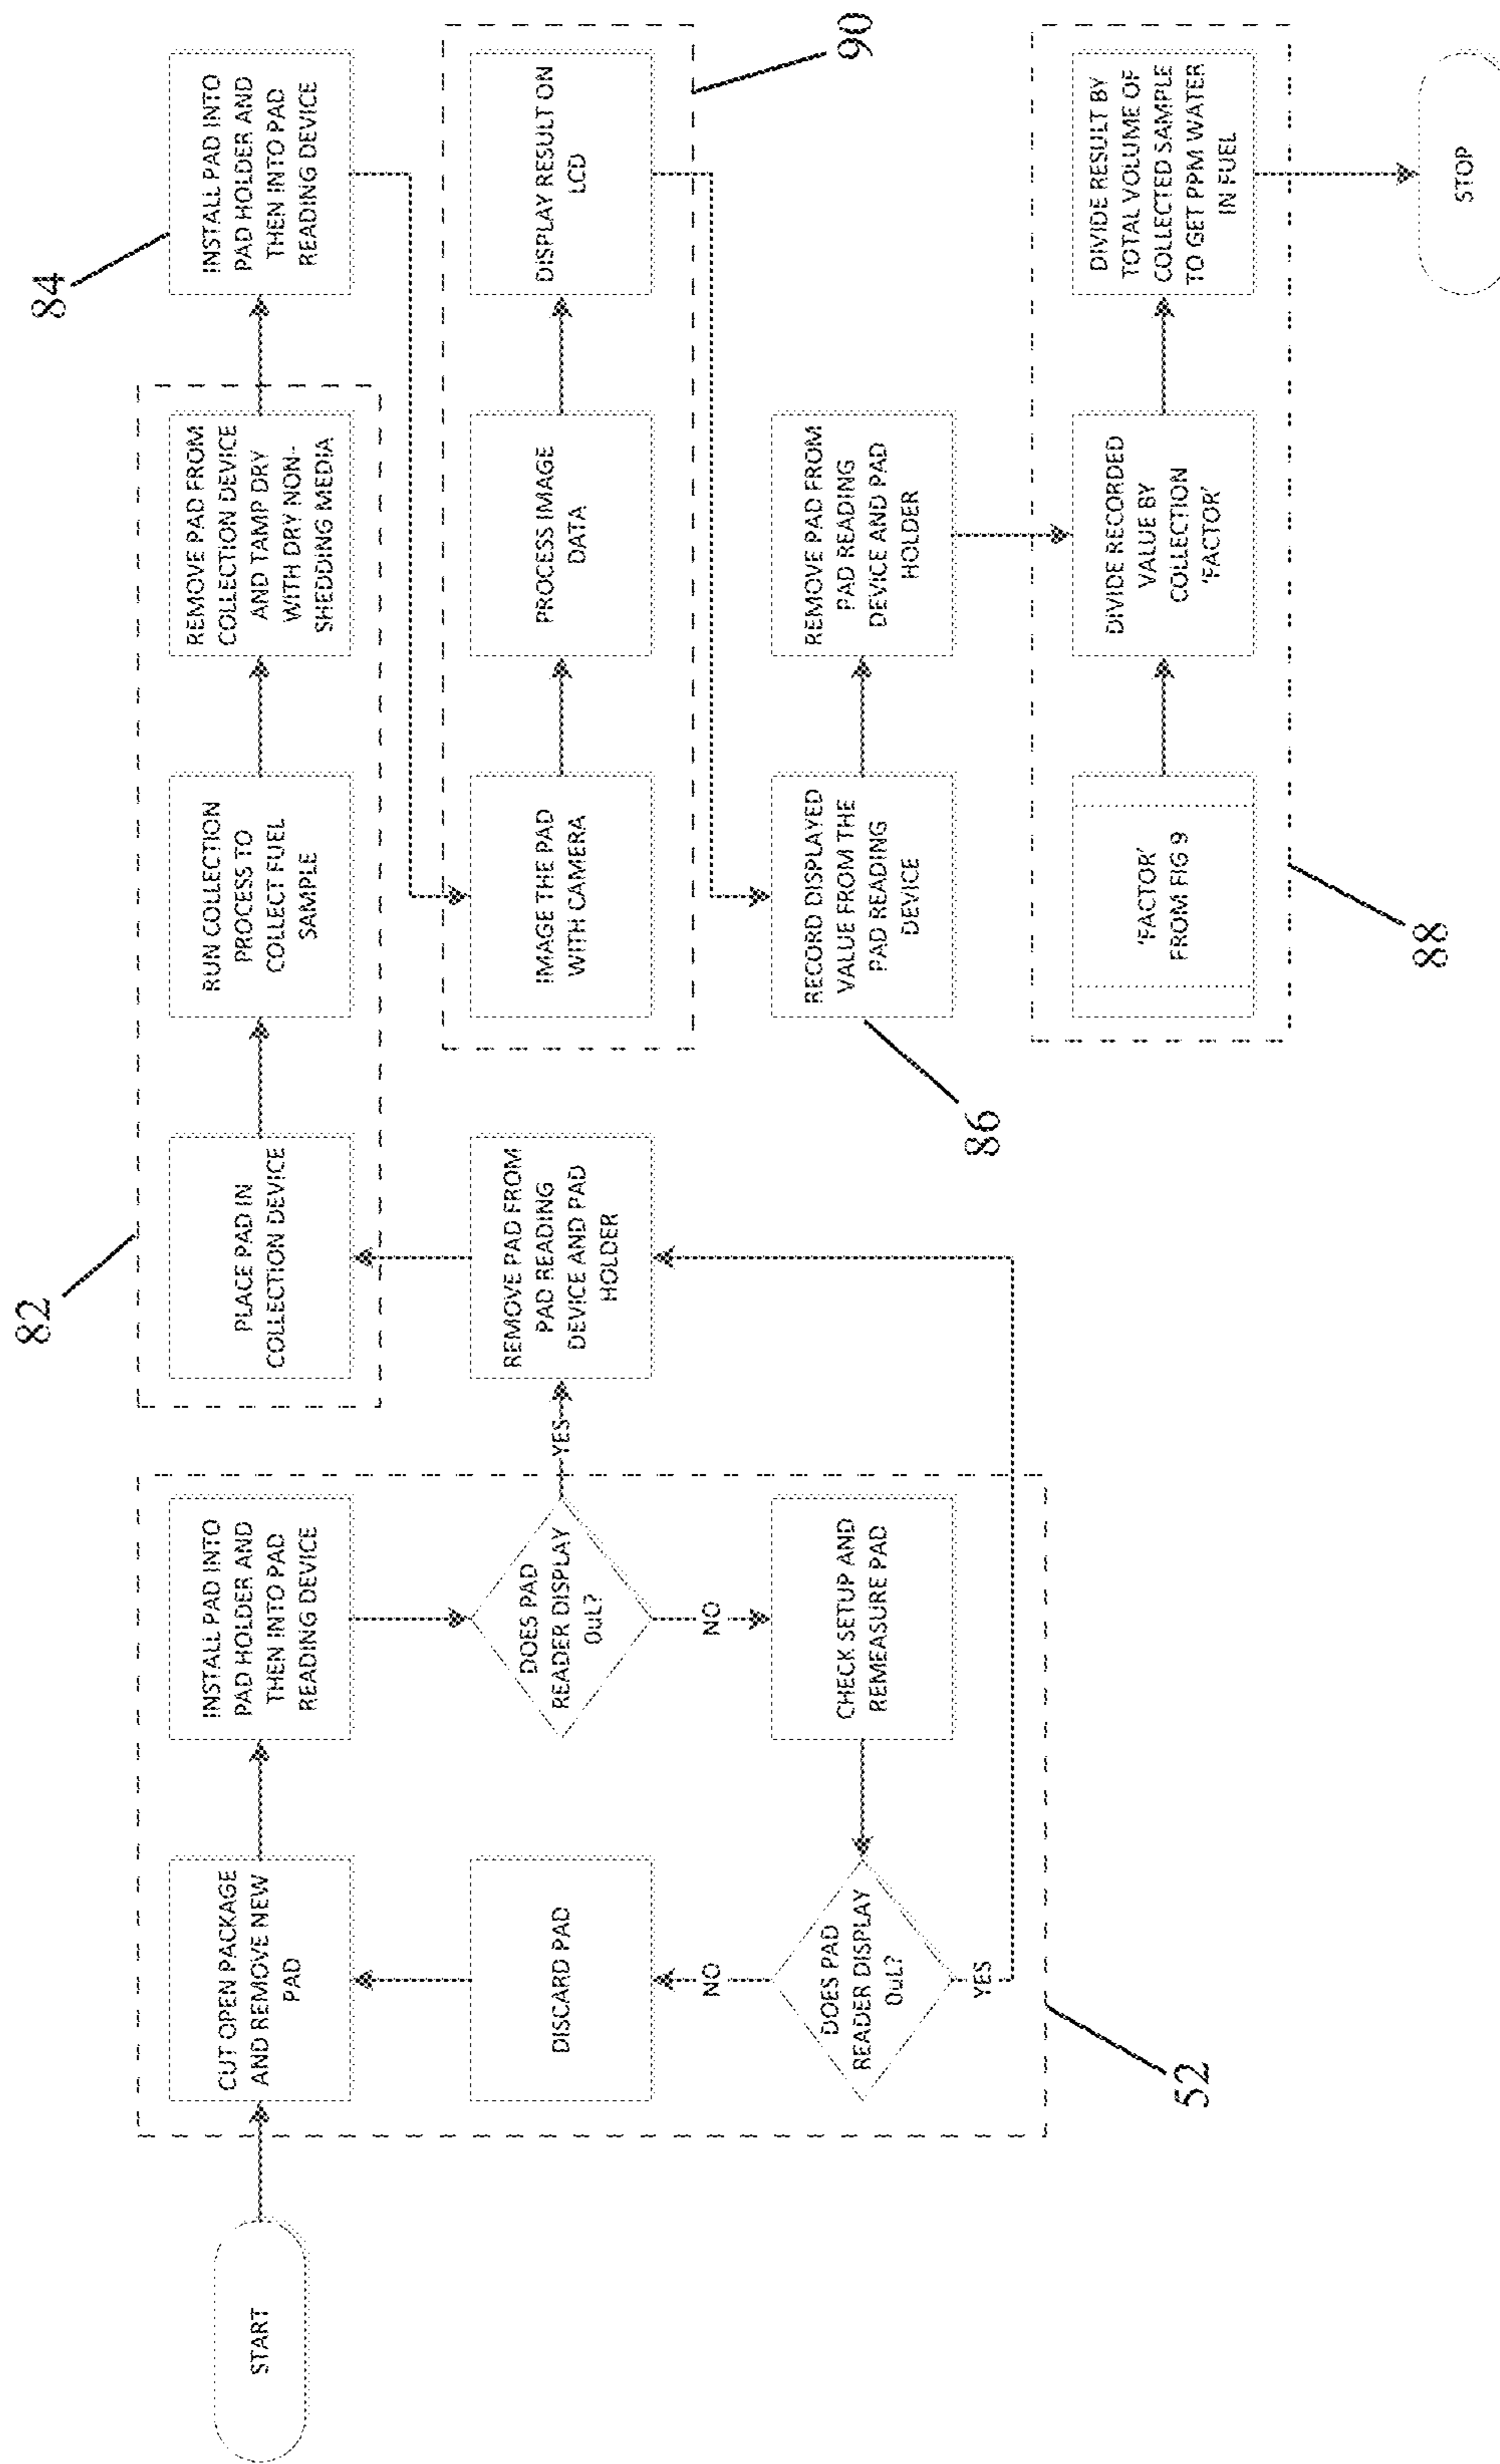 START
CUT OPEN PACKAGE
AND REMOVE NEW
PAD
INSTALL PAD INTO
PAD HOLDER AND
THEN INTO PAD
READING DEVICE
DOES PAD
READER DISPLAY
0uL?
YES
NO
CHECK SETUP AND
REMEASURE PAD
DOES PAD
READER DISPLAY
0uL?
NO
YES
DISCARD PAD
52
REMOVE PAD FROM
PAD READING
DEVICE AND PAD
HOLDER
82
PLACE PAD IN
COLLECTION DEVICE
RUN COLLECTION
PROCESS TO
COLLECT FUEL
SAMPLE
REMOVE PAD FROM
COLLECTION DEVICE
AND TAMP DRY
WITH DRY NON-
SHEDDING MEDIA
84
INSTALL PAD INTO
PAD HOLDER AND
THEN INTO PAD
READING DEVICE
IMAGE THE PAD
WITH CAMERA
PROCESS IMAGE
DATA
DISPLAY RESULT ON
LCD
90
RECORD DISPLAYED
VALUE FROM THE
PAD READING
DEVICE
86
REMOVE PAD FROM
PAD READING
DEVICE AND PAD
HOLDER
'FACTOR'
FROM FIG 9
DIVIDE RECORDED
VALUE BY
COLLECTION
'FACTOR'
DIVIDE RESULT BY
TOTAL VOLUME OF
COLLECTED SAMPLE
TO GET PPM WATER
IN FUEL
88
STOP